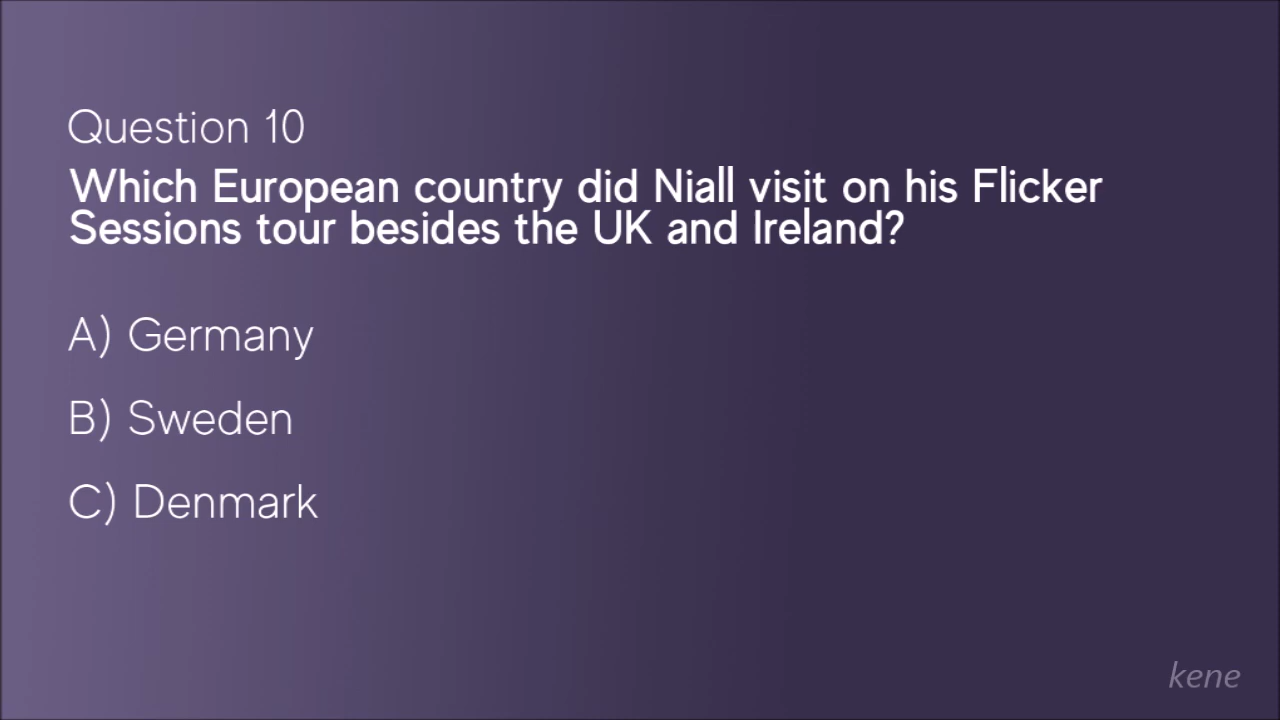 Question 10
Which European country did Niall visit on his Flicker
Sessions tour besides the UK and Ireland?
A) Germany
B) Sweden
C) Denmark
kene